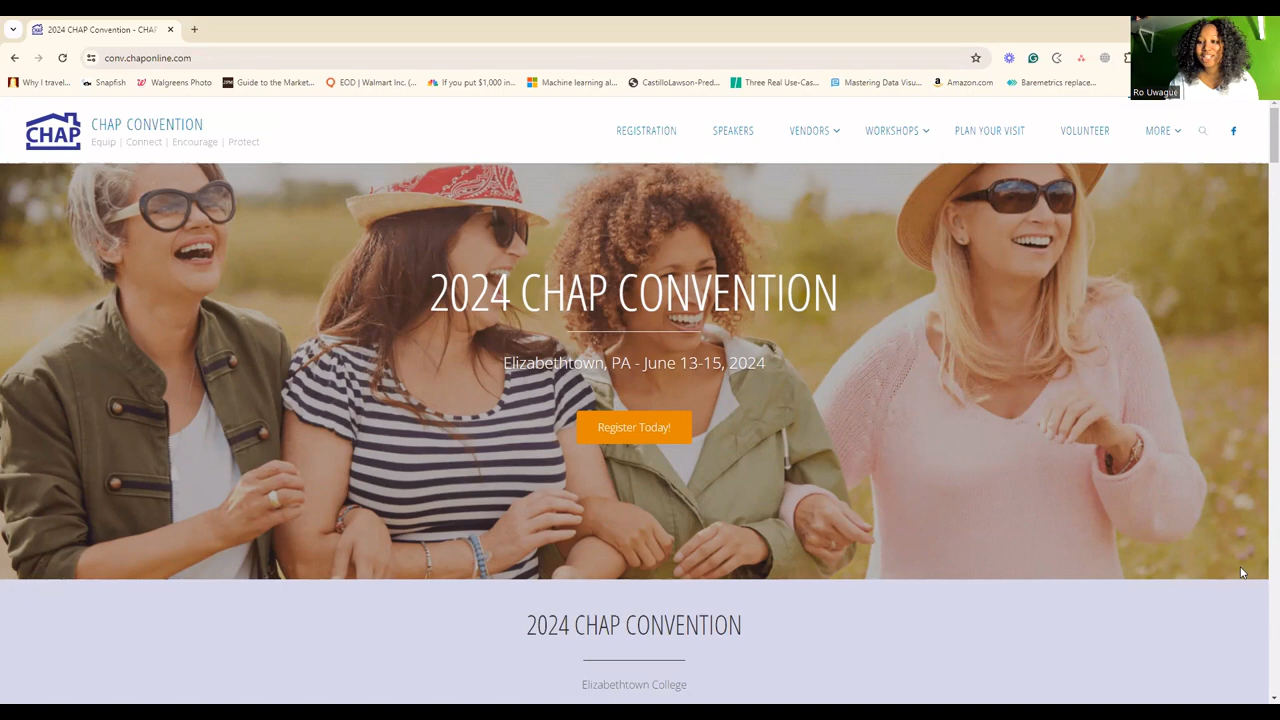 2024 CHAP Convention - CHAP
conv.chaponline.com
Why I travel...
Snapfish
Walgreens Photo
Guide to the Market...
EOD | Walmart Inc. (...
If you put $1,000 in...
Machine learning al...
CastilloLawson-Pred...
Three Real Use-Cas...
Mastering Data Visu...
Amazon.com
Baremetrics replace...
Ro Uwague
CHAP
CHAP CONVENTION
Equip | Connect | Encourage | Protect
REGISTRATION
SPEAKERS
VENDORS
WORKSHOPS
PLAN YOUR VISIT
VOLUNTEER
MORE
2024 CHAP CONVENTION
Elizabethtown, PA - June 13-15, 2024
Register Today!
2024 CHAP CONVENTION
Elizabethtown College